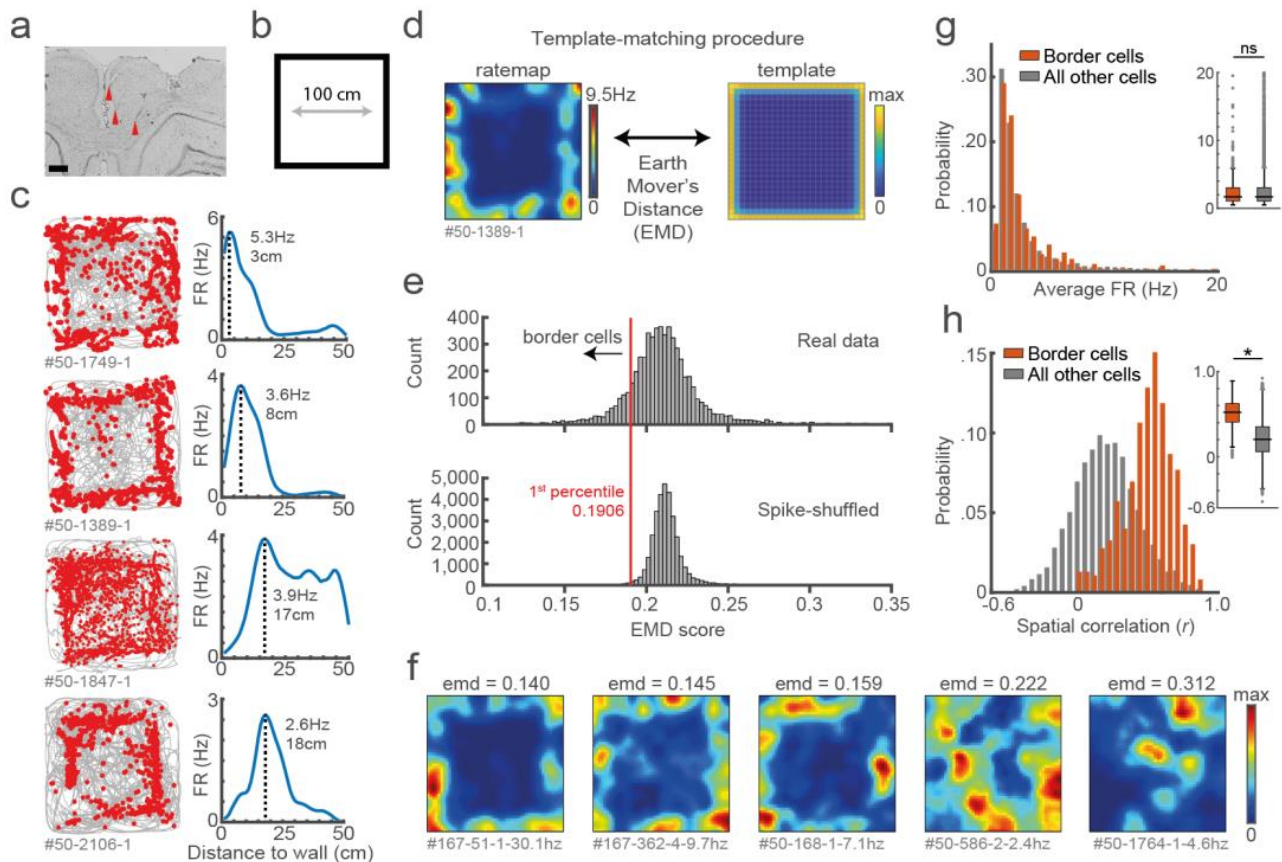 a
b
100 cm
c
FR (Hz)
6
0
5.3Hz
3cm
0
25
50
#50-1749-1
FR (Hz)
4
0
3.6Hz
8cm
0
25
50
#50-1389-1
FR (Hz)
4
0
3.9Hz
17cm
0
25
50
#50-1847-1
FR (Hz)
3
0
2.6Hz
18cm
0
25
50
#50-2106-1
Distance to wall (cm)
d
Template-matching procedure
ratemap
9.5Hz
0
#50-1389-1
Earth
Mover's
Distance
(EMD)
template
max
0
e
Count
400
300
200
100
0
border cells
Real data
0.15
0.2
0.25
0.3
0.35
1st percentile
0.1906
Count
5,000
4,000
3,000
2,000
1,000
0
Spike-shuffled
0.1
0.15
0.2
0.25
0.3
0.35
EMD score
f
emd = 0.140
emd = 0.145
emd = 0.159
emd = 0.222
emd = 0.312
max
0
#167-51-1-30.1hz
#167-362-4-9.7hz
#50-168-1-7.1hz
#50-586-2-2.4hz
#50-1764-1-4.6hz
g
Border cells
All other cells
Probability
.30
.20
.10
0
0
20
Average FR (Hz)
ns
20
10
0
h
Border cells
All other cells
Probability
.15
.10
.05
0
-0.6
0
1.0
Spatial correlation (r)
*
1.0
0
-0.6